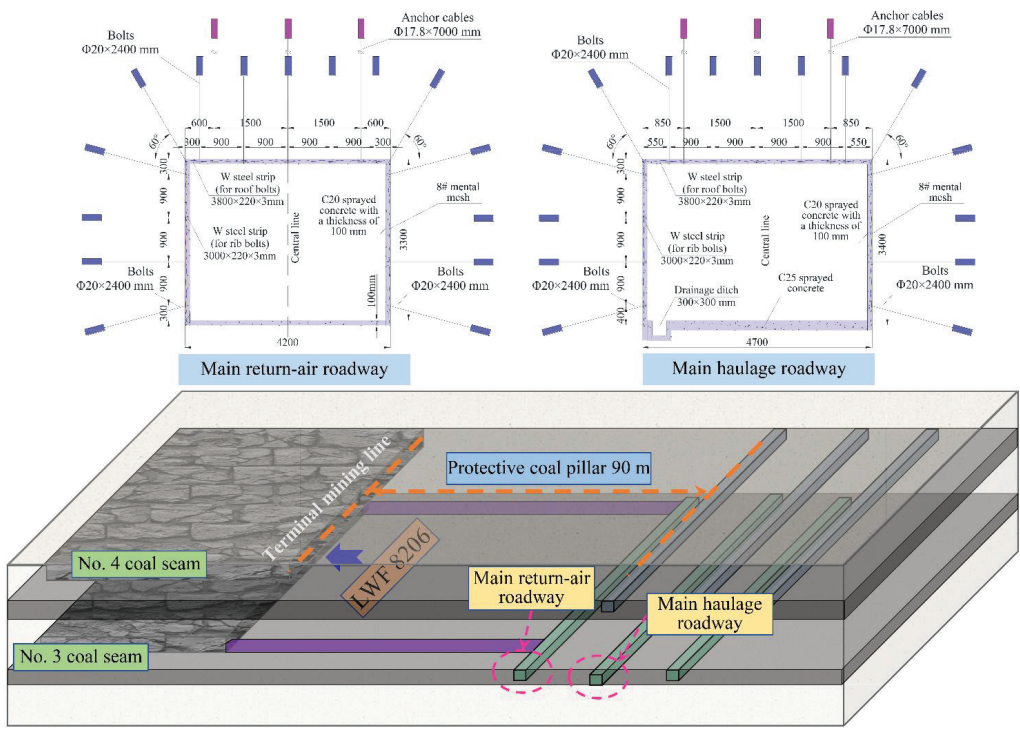 Bolts
Φ20×2400 mm
Anchor cables
Φ17.8×7000 mm
600
1500
1500
600
300
900
900
900
900
300
60°
60°
300
900
900
900
300
W steel strip
(for roof bolts)
3800×220×3mm
W steel strip
(for rib bolts)
3000×220×3mm
Central line
C20 sprayed
concrete with
a thickness of
100 mm
8# mental
mesh
3300
100mm
Bolts
Φ20×2400 mm
Bolts
Φ20×2400 mm
4200
Main return-air roadway
Bolts
Φ20×2400 mm
Anchor cables
Φ17.8×7000 mm
850
1500
1500
850
550
900
900
900
900
550
60°
60°
300
900
900
900
400
W steel strip
(for roof bolts)
3800×220×3mm
W steel strip
(for rib bolts)
3000×220×3mm
Central line
C20 sprayed
concrete with
a thickness of
100 mm
8# mental
mesh
3400
Drainage ditch
300×300 mm
C25 sprayed
concrete
Bolts
Φ20×2400 mm
Bolts
Φ20×2400 mm
4700
Main haulage roadway
Terminal mining line
Protective coal pillar 90 m
No. 4 coal seam
LWF 8206
Main return-air
roadway
Main haulage
roadway
No. 3 coal seam